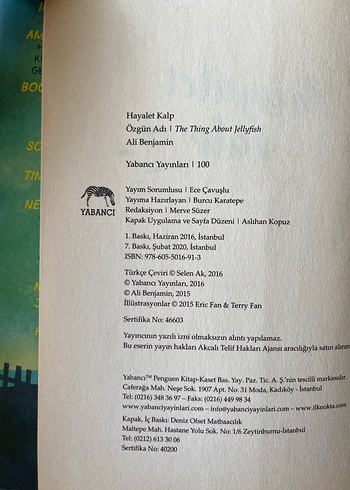 AM
BOO
SO
TIM
NE
Hayalet Kalp
Özgün Adı | The Thing About Jellyfish
Ali Benjamin
Yabancı Yayınları | 100
YABANCI
Yayım Sorumlusu | Ece Çavuşlu
Yayıma Hazırlayan | Burcu Karatepe
Redaksiyon | Merve Süzer
Kapak Uygulama ve Sayfa Düzeni | Aslıhan Kopuz
1. Baskı, Haziran 2016, İstanbul
7. Baskı, Şubat 2020, İstanbul
ISBN: 978-605-5016-91-3
Türkçe Çeviri © Selen Ak, 2016
© Yabancı Yayınları, 2016
© Ali Benjamin, 2015
İllüstrasyonlar © 2015 Eric Fan & Terry Fan
Sertifika No: 46603
Yayıncının yazılı izni olmaksızın alıntı yapılamaz.
Bu eserin yayın hakları Akcalı Telif Hakları Ajansı aracılığıyla satın alınm
Yabancı™ Penguen Kitap-Kaset Bas. Yay. Paz. Tic. A. Ş.'nin tescilli markasıdır.
Caferağa Mah. Neşe Sok. 1907 Apt. No: 31 Moda, Kadıköy - İstanbul
Tel: (0216) 348 36 97 – Faks: (0216) 449 98 34
www.yabanciyayinlari.com – info@yabanciyayinlari.com – www.ilknokta.com
Kapak, İç Baskı: Deniz Ofset Matbaacılık
Maltepe Mah. Hastane Yolu Sok. No: 1/6 Zeytinburnu-İstanbul
Tel: (0212) 613 30 06
Sertifika No: 40200